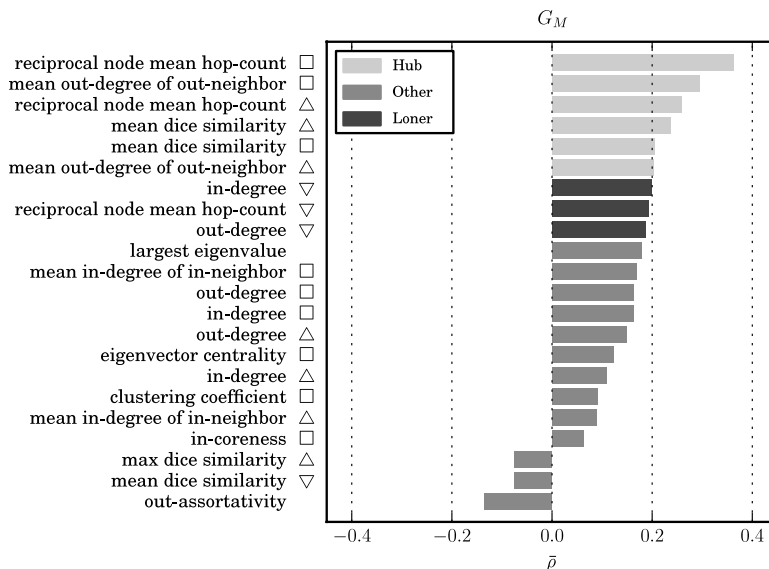 G_M
reciprocal node mean hop-count □
mean out-degree of out-neighbor □
reciprocal node mean hop-count △
mean dice similarity △
mean dice similarity □
mean out-degree of out-neighbor △
in-degree ▽
reciprocal node mean hop-count ▽
out-degree ▽
largest eigenvalue
mean in-degree of in-neighbor □
out-degree □
in-degree □
out-degree △
eigenvector centrality □
in-degree △
clustering coefficient □
mean in-degree of in-neighbor △
in-coreness □
max dice similarity △
mean dice similarity ▽
out-assortativity
Hub
Other
Loner
−0.4 −0.2 0.0 0.2 0.4
ρ̄